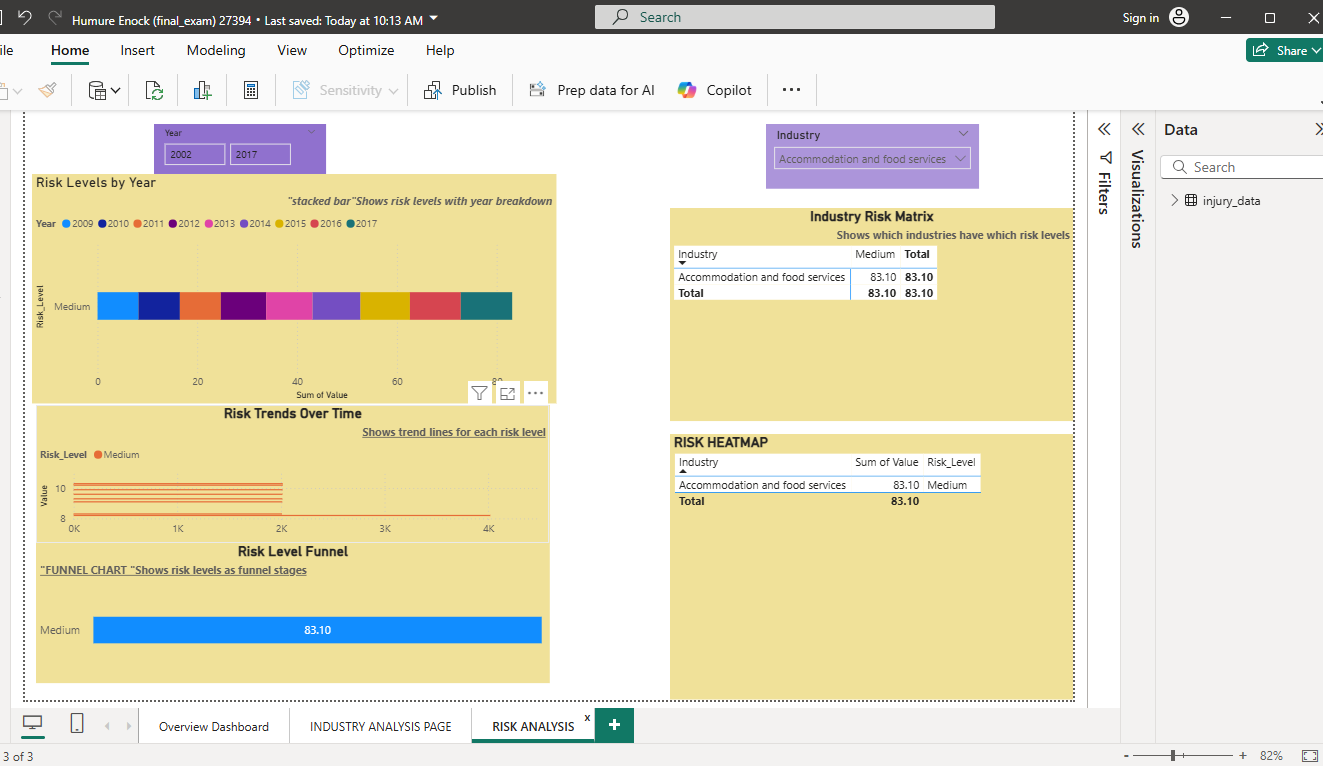 Humure Enock (final_exam) 27394 • Last saved: Today at 10:13 AM
Search
Sign in
ile Home Insert Modeling View Optimize Help
Share
Sensitivity
Publish
Prep data for AI
Copilot
Year
2002 2017
Industry
Accommodation and food services
Risk Levels by Year
"stacked bar"Shows risk levels with year breakdown
Year 2009 2010 2011 2012 2013 2014 2015 2016 2017
Risk_Level
Medium
0 20 40 60 80
Sum of Value
Risk Trends Over Time
Shows trend lines for each risk level
Risk_Level Medium
Value
10
8
0K 1K 2K 3K 4K
Risk Level Funnel
"FUNNEL CHART "Shows risk levels as funnel stages
Medium 83.10
Industry Risk Matrix
Shows which industries have which risk levels
Industry Medium Total
Accommodation and food services 83.10 83.10
Total 83.10 83.10
RISK HEATMAP
Industry Sum of Value Risk_Level
Accommodation and food services 83.10 Medium
Total 83.10
Filters
Visualizations
Data
Search
injury_data
Overview Dashboard
INDUSTRY ANALYSIS PAGE
RISK ANALYSIS x
+
3 of 3
- + 82%